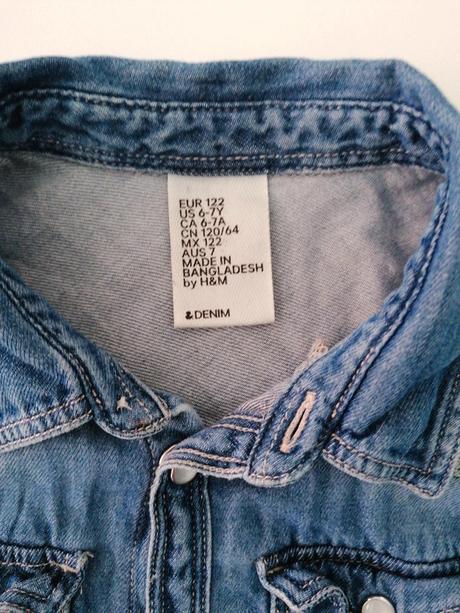 EUR 122
US 6-7Y
CA 6-7A
CN 120/64
MX 122
AUS 7
MADE IN
BANGLADESH
by H&M
&DENIM